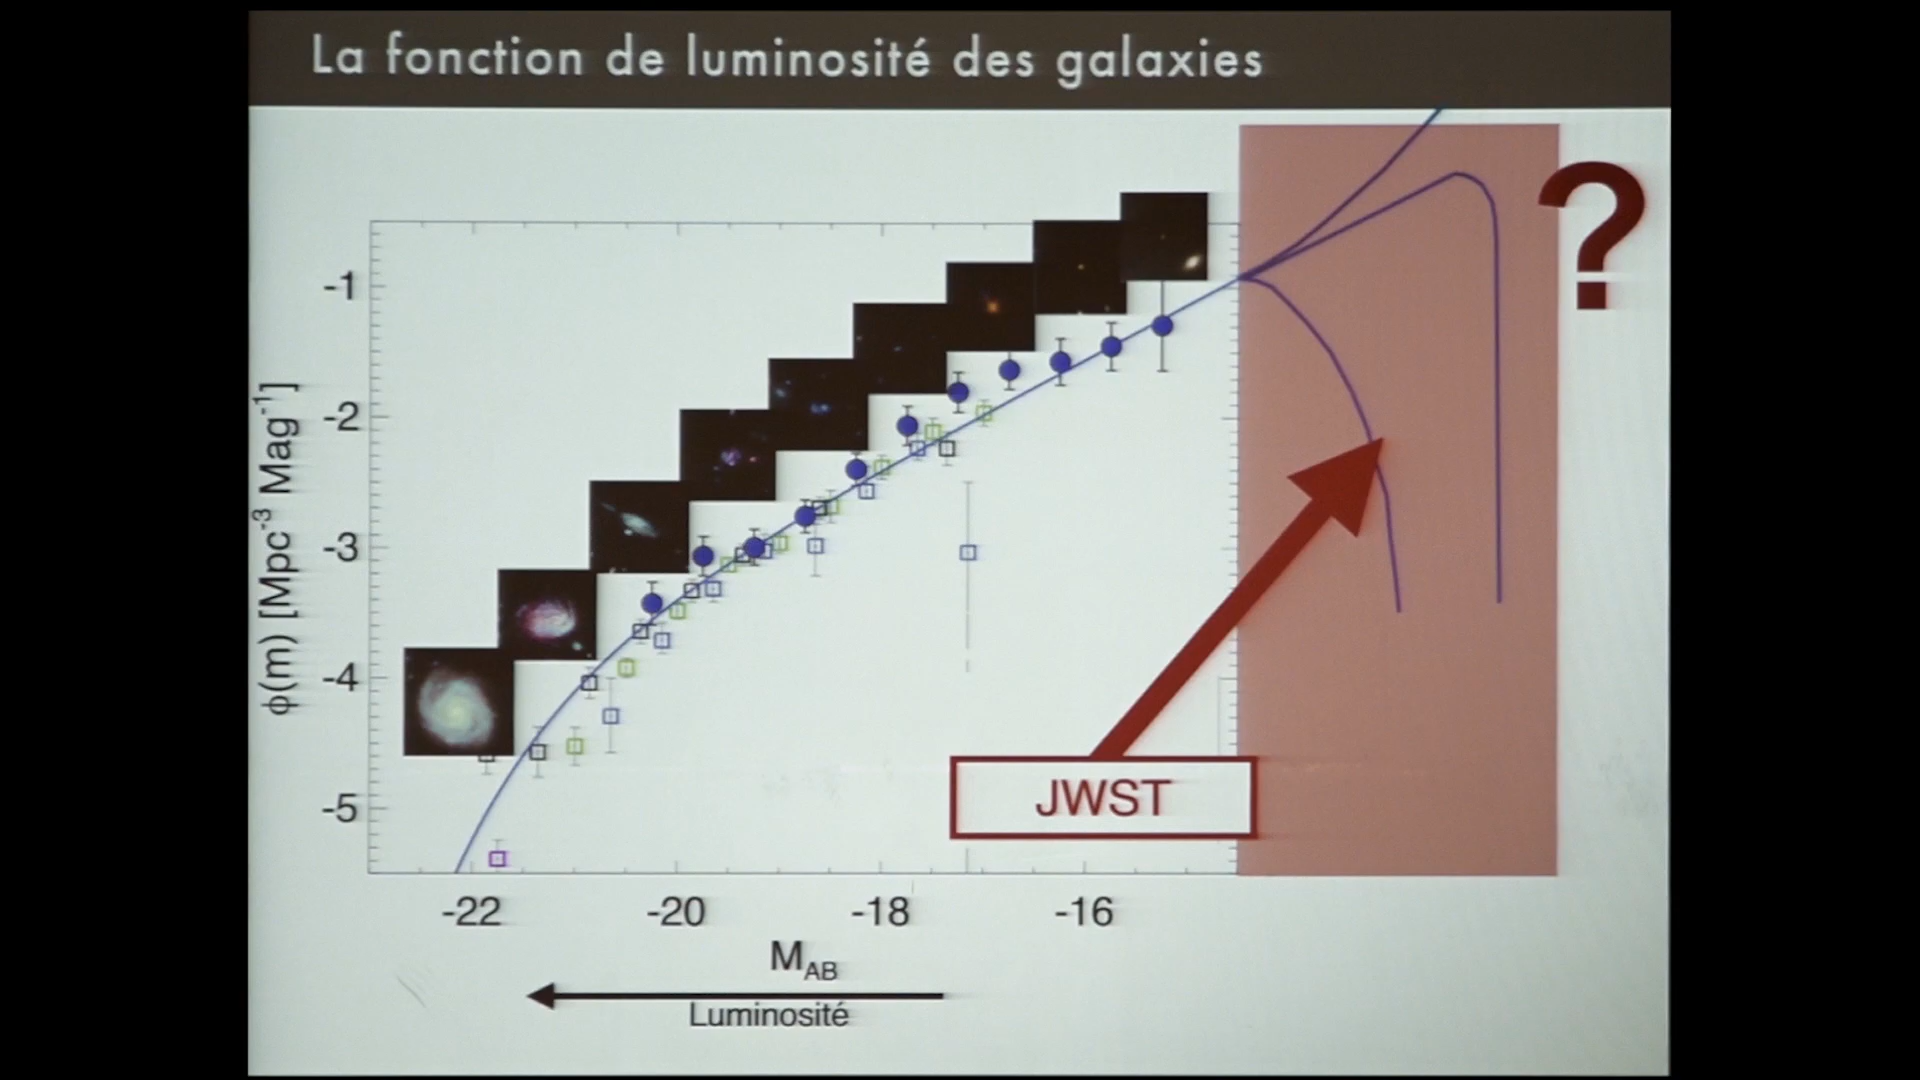 La fonction de luminosité des galaxies
?
-1
-2
-3
-4
-5
ϕ(m) [Mpc⁻³ Mag⁻¹]
JWST
-22 -20 -18 -16
M_AB
Luminosité